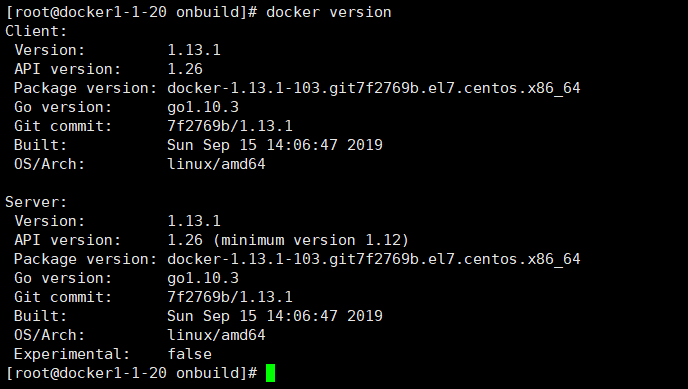 [root@docker1-1-20 onbuild]# docker version
Client:
 Version:         1.13.1
 API version:     1.26
 Package version: docker-1.13.1-103.git7f2769b.el7.centos.x86_64
 Go version:      go1.10.3
 Git commit:      7f2769b/1.13.1
 Built:           Sun Sep 15 14:06:47 2019
 OS/Arch:         linux/amd64

Server:
 Version:         1.13.1
 API version:     1.26 (minimum version 1.12)
 Package version: docker-1.13.1-103.git7f2769b.el7.centos.x86_64
 Go version:      go1.10.3
 Git commit:      7f2769b/1.13.1
 Built:           Sun Sep 15 14:06:47 2019
 OS/Arch:         linux/amd64
 Experimental:    false
[root@docker1-1-20 onbuild]#